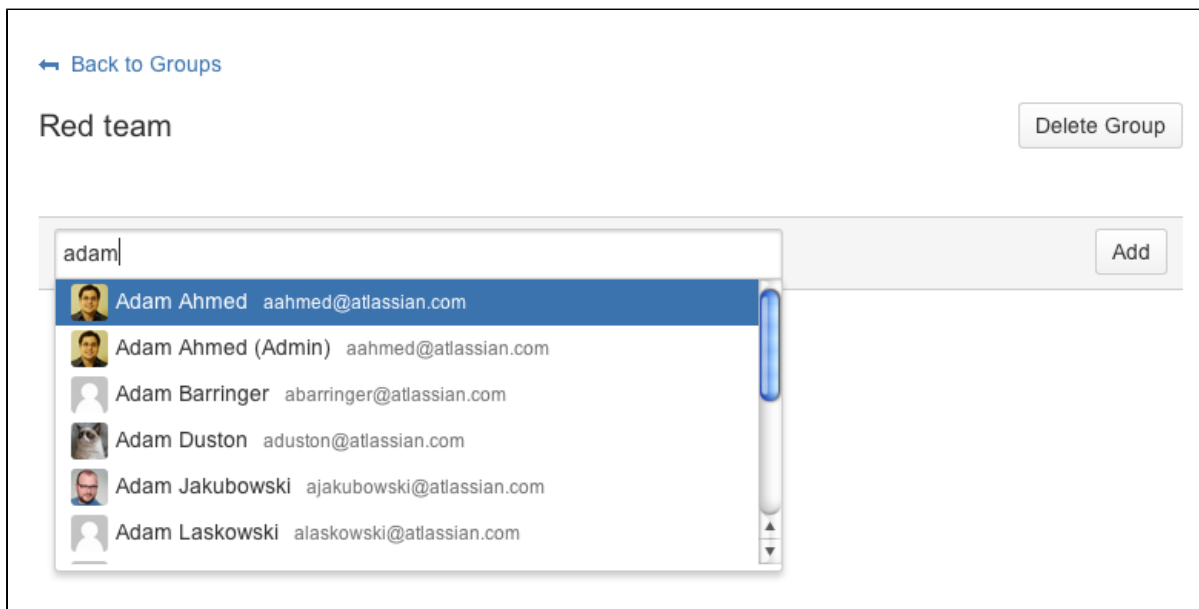 Back to Groups
Red team
Delete Group
adam
Add
Adam Ahmed aahmed@atlassian.com
Adam Ahmed (Admin) aahmed@atlassian.com
Adam Barringer abarringer@atlassian.com
Adam Duston aduston@atlassian.com
Adam Jakubowski ajakubowski@atlassian.com
Adam Laskowski alaskowski@atlassian.com